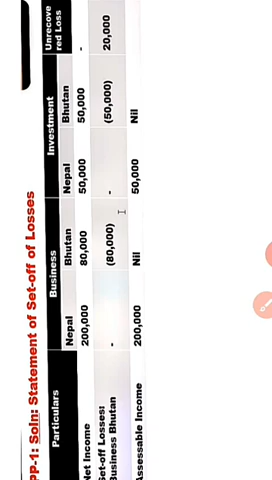 PP-1: Soln: Statement of Set-off of Losses
Particulars Business Investment Unrecove
red Loss
Nepal Bhutan Nepal Bhutan
Net Income 200,000 80,000 50,000 50,000 -
Set-off Losses:
Business Bhutan - (80,000) - (50,000) 20,000
Assessable Income 200,000 Nil 50,000 Nil